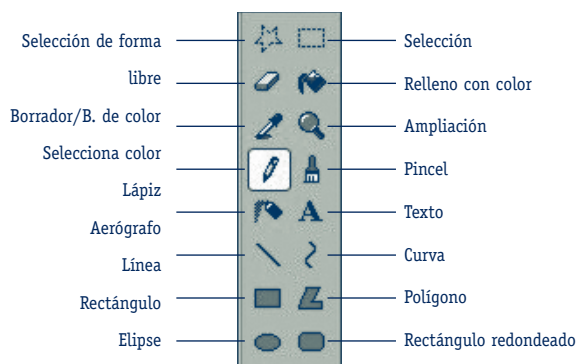 Selección de forma
libre
Borrador/B. de color
Selecciona color
Lápiz
Aerógrafo
Línea
Rectángulo
Elipse
A
Selección
Relleno con color
Ampliación
Pincel
Texto
Curva
Polígono
Rectángulo redondeado